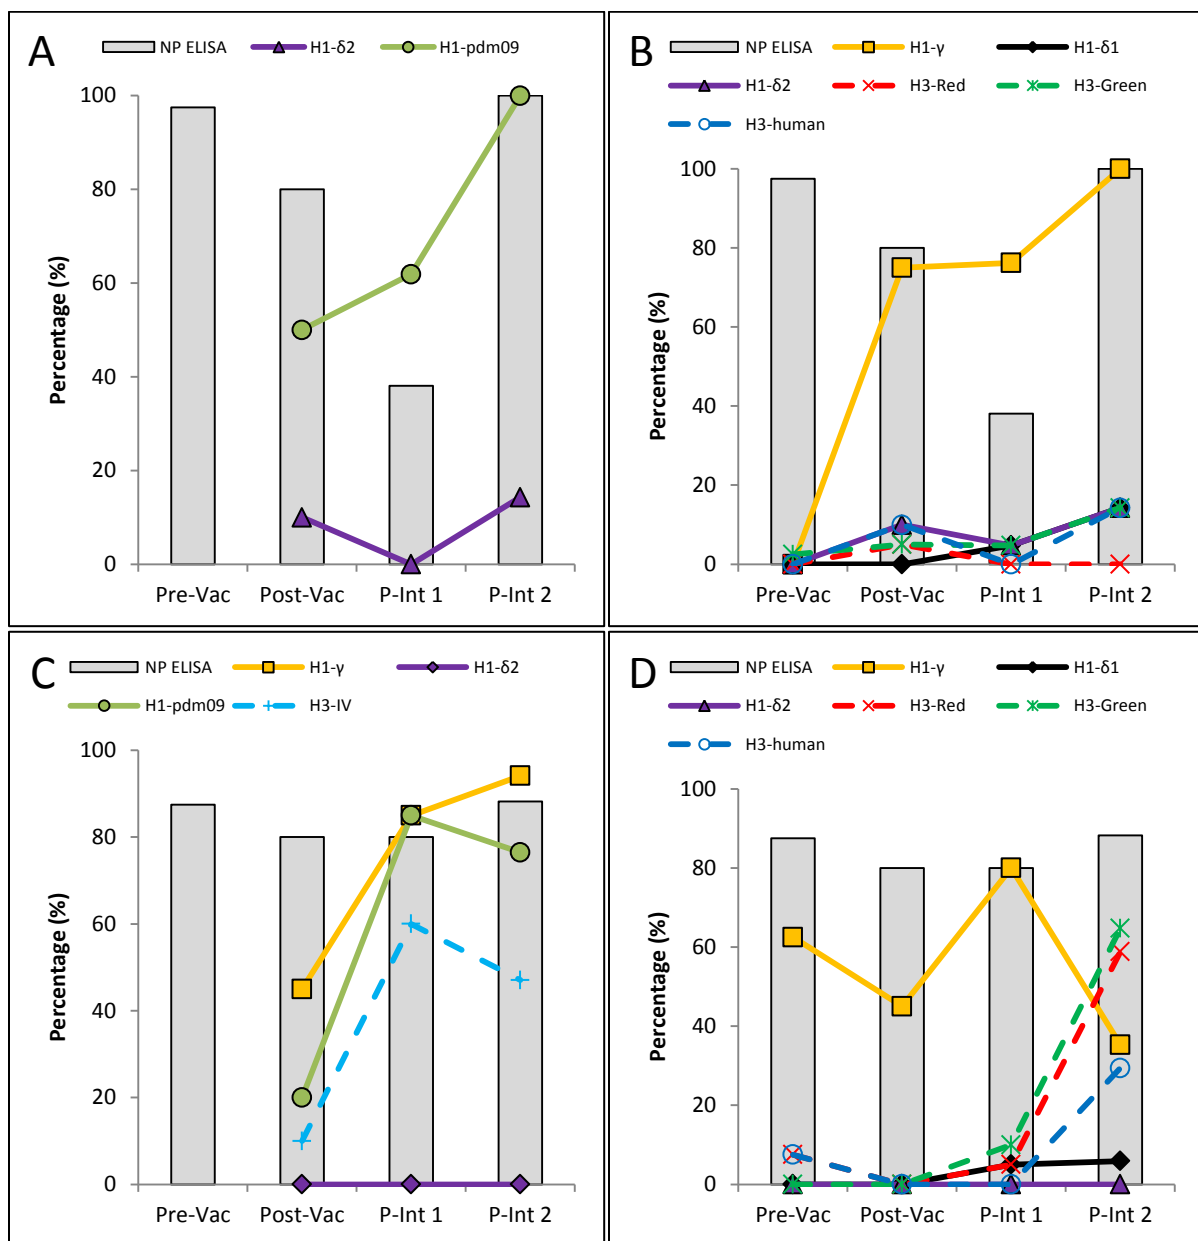 A
NP ELISA H1-δ2 H1-pdm09
Percentage (%)
100
80
60
40
20
0
Pre-Vac Post-Vac P-Int 1 P-Int 2
B
NP ELISA H1-γ H1-δ1
H1-δ2 H3-Red H3-Green
H3-human
Percentage (%)
100
80
60
40
20
0
Pre-Vac Post-Vac P-Int 1 P-Int 2
C
NP ELISA H1-γ H1-δ2
H1-pdm09 H3-IV
Percentage (%)
100
80
60
40
20
0
Pre-Vac Post-Vac P-Int 1 P-Int 2
D
NP ELISA H1-γ H1-δ1
H1-δ2 H3-Red H3-Green
H3-human
Percentage (%)
100
80
60
40
20
0
Pre-Vac Post-Vac P-Int 1 P-Int 2